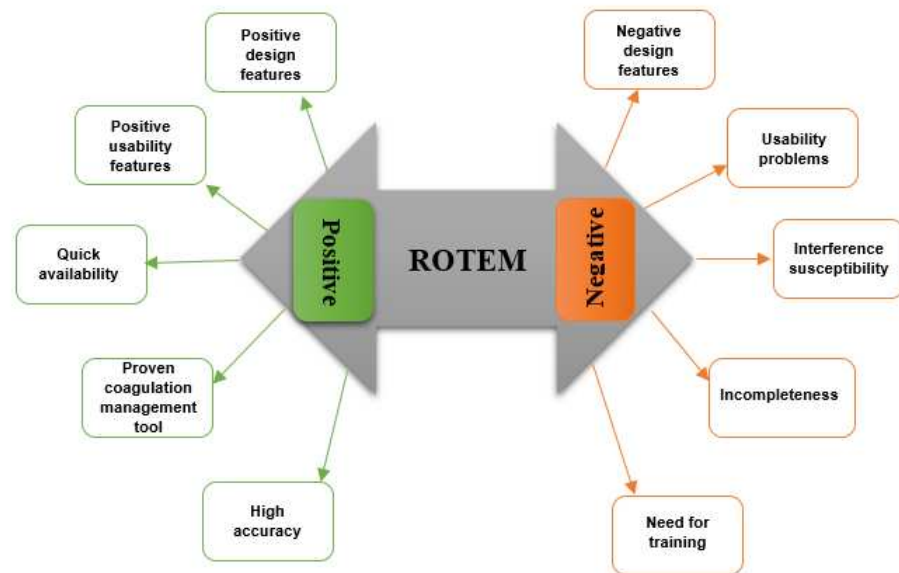 Positive
design
features
Positive
usability
features
Quick
availability
Proven
coagulation
management
tool
High
accuracy
Positive
ROTEM
Negative
Negative
design
features
Usability
problems
Interference
susceptibility
Incompleteness
Need for
training